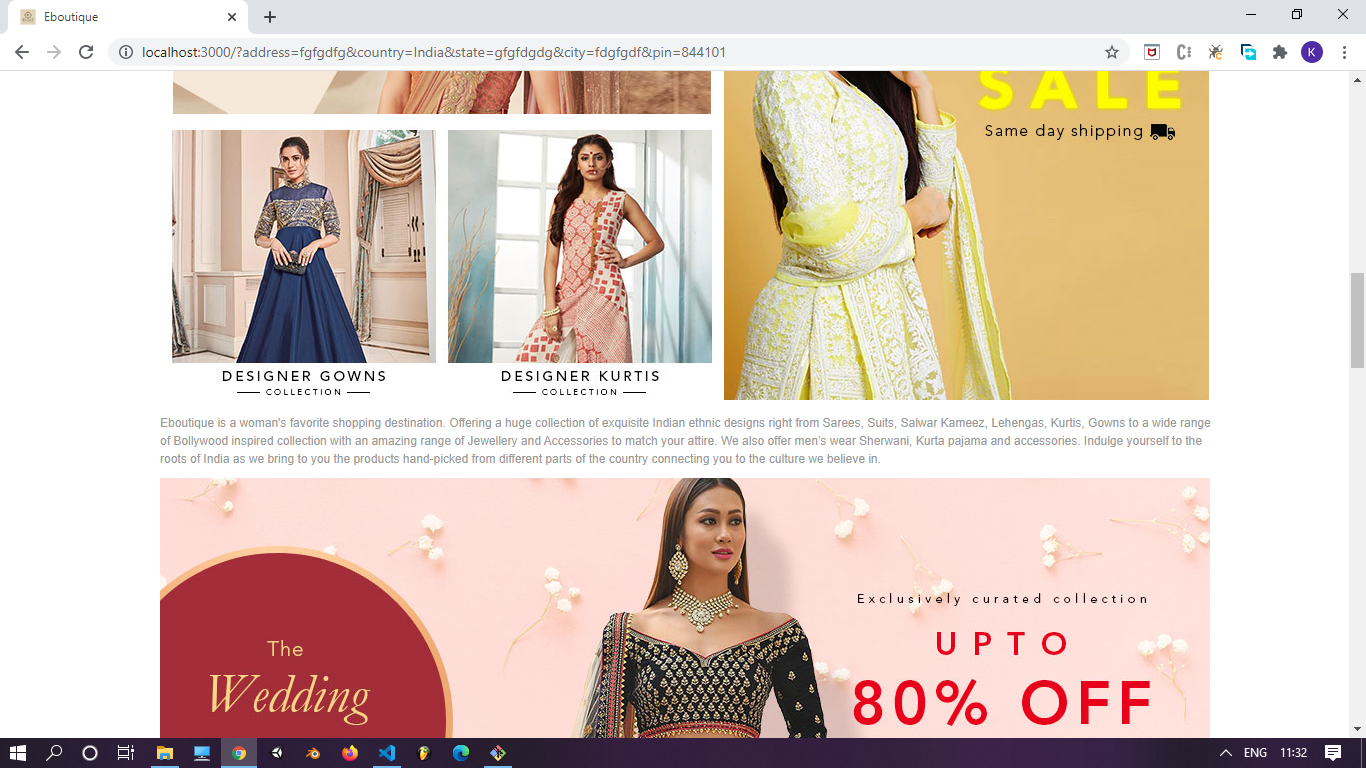 Eboutique
localhost:3000/?address=fgfgdfg&country=India&state=gfgfdgdg&city=fdgfgdf&pin=844101
K
SALE
Same day shipping
DESIGNER GOWNS
COLLECTION
DESIGNER KURTIS
COLLECTION
Eboutique is a woman's favorite shopping destination. Offering a huge collection of exquisite Indian ethnic designs right from Sarees, Suits, Salwar Kameez, Lehengas, Kurtis, Gowns to a wide range
of Bollywood inspired collection with an amazing range of Jewellery and Accessories to match your attire. We also offer men's wear Sherwani, Kurta pajama and accessories. Indulge yourself to the
roots of India as we bring to you the products hand-picked from different parts of the country connecting you to the culture we believe in.
The
Wedding
Exclusively curated collection
UPTO
80% OFF
ENG
11:32